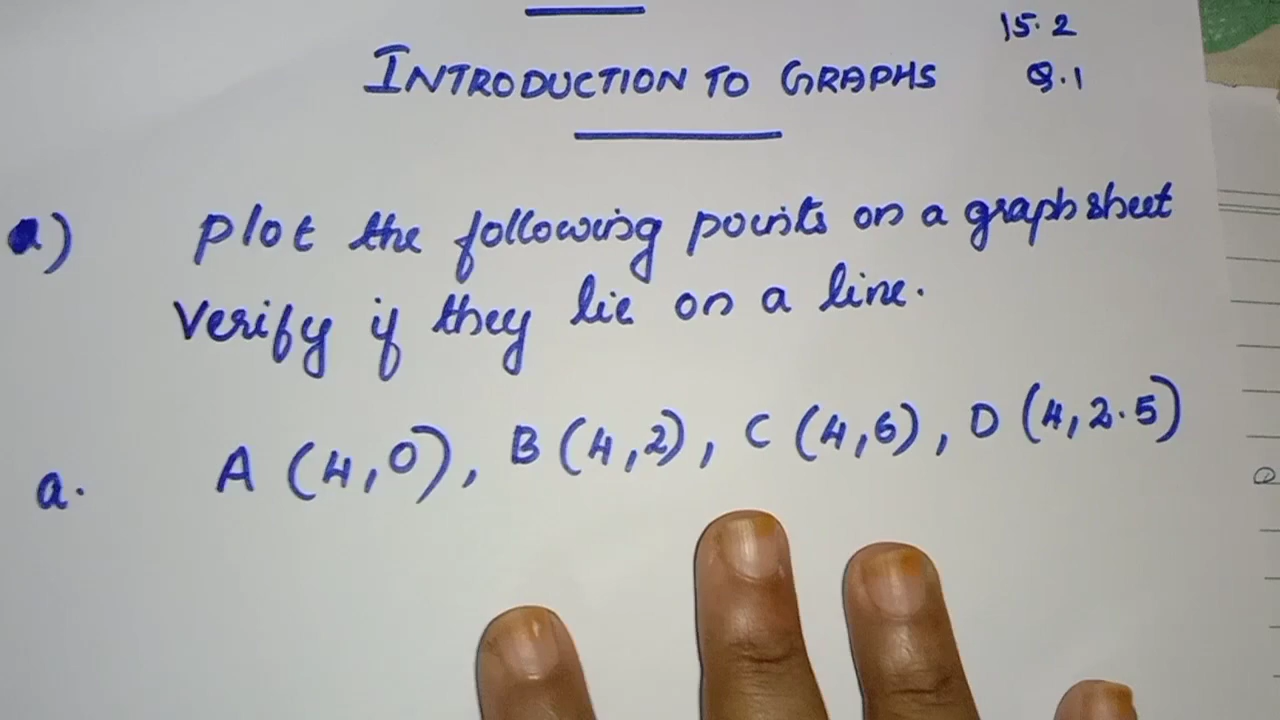 15.2
INTRODUCTION TO GRAPHS Q.1
a) Plot the following points on a graph sheet
Verify if they lie on a line.
a. A (4,0), B (4,2), C (4,6), D (4,2.5)